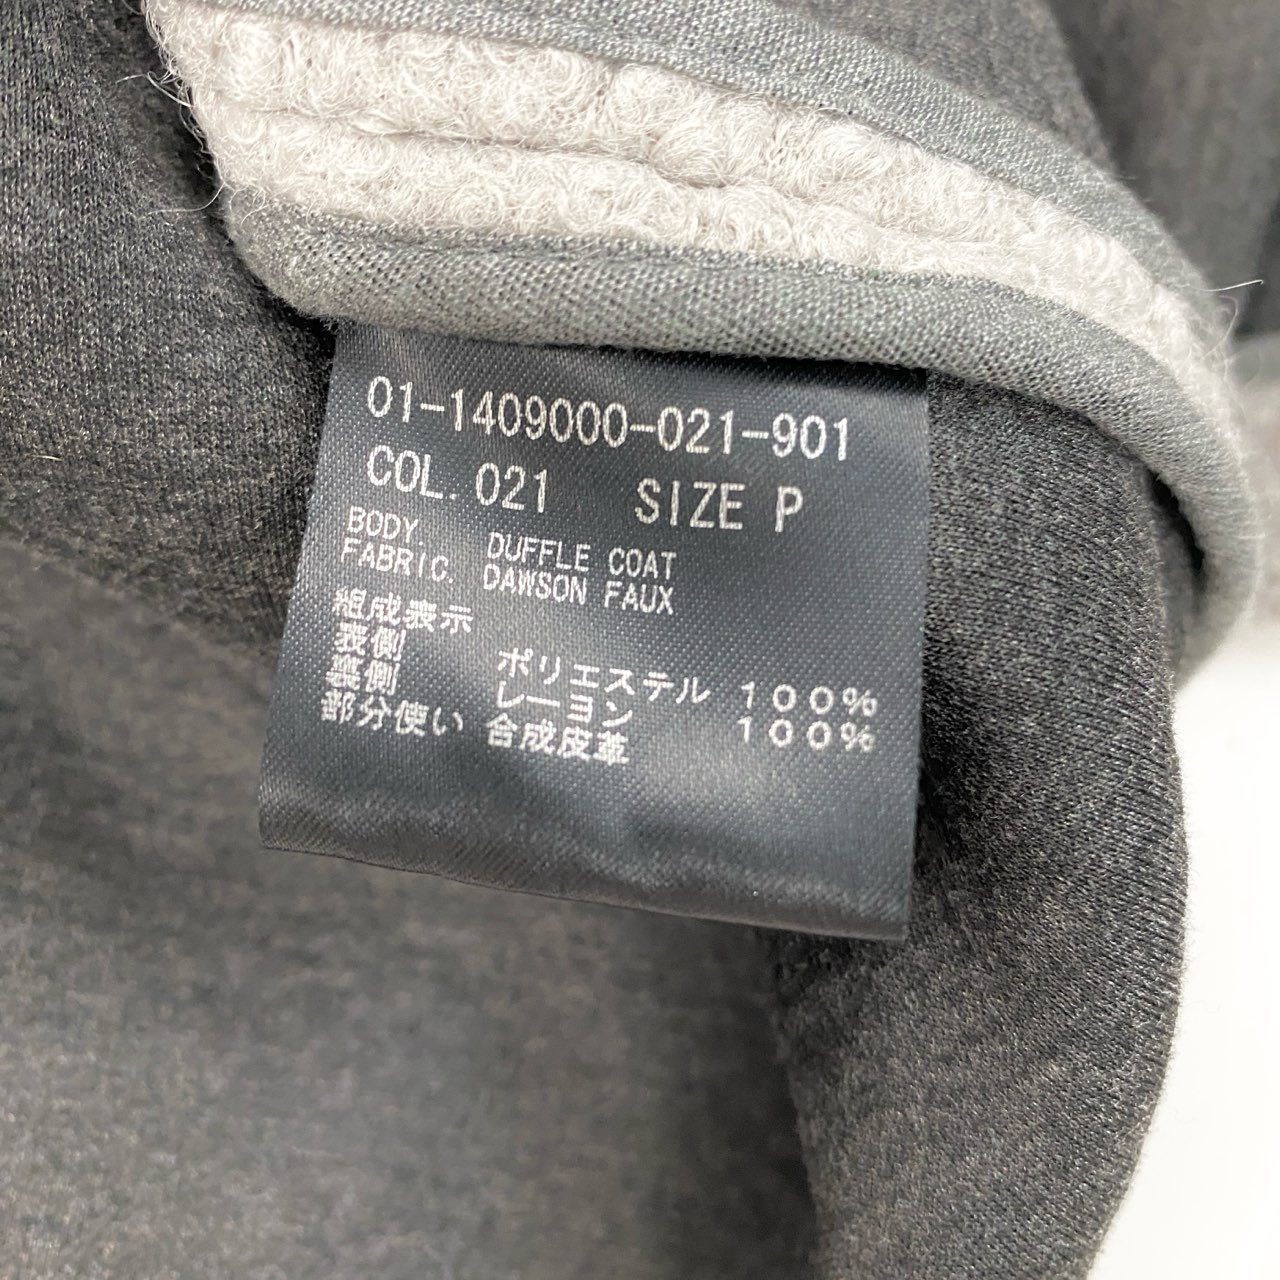 01-1409000-021-901
COL. 021 SIZE P
BODY. DUFFLE COAT
FABRIC. DAWSON FAUX
組成表示
表側 ポリエステル 100%
裏側 レーヨン 100%
部分使い 合成皮革